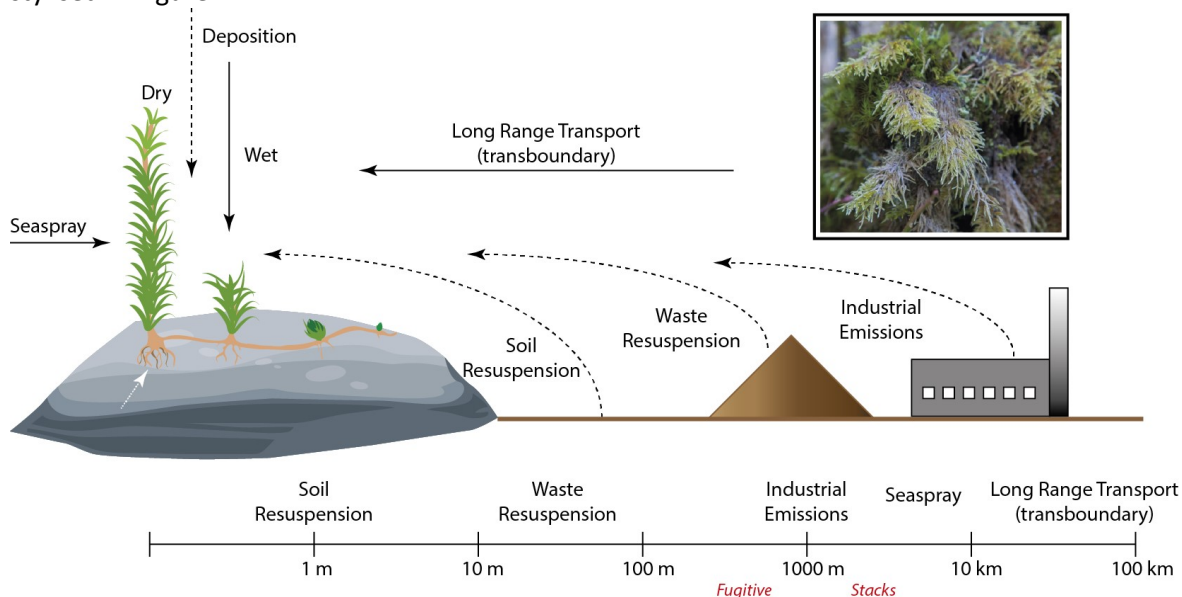 Deposition
Dry
Wet
Long Range Transport
(transboundary)
Seaspray
Soil
Resuspension
Waste
Resuspension
Industrial
Emissions
Soil
Resuspension
Waste
Resuspension
Industrial
Emissions
Seaspray
Long Range Transport
(transboundary)
1 m
10 m
100 m
1000 m
10 km
100 km
Fugitive
Stacks